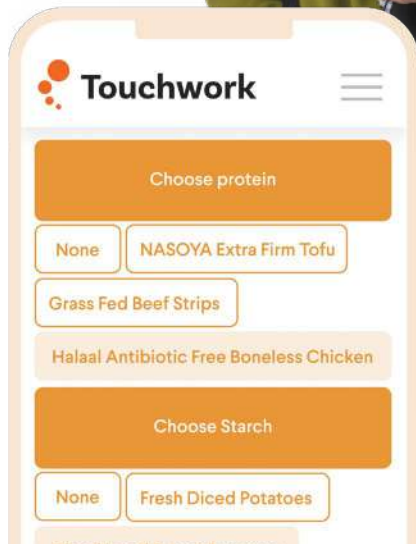 Touchwork
Choose protein
None
NASOYA Extra Firm Tofu
Grass Fed Beef Strips
Halaal Antibiotic Free Boneless Chicken
Choose Starch
None
Fresh Diced Potatoes